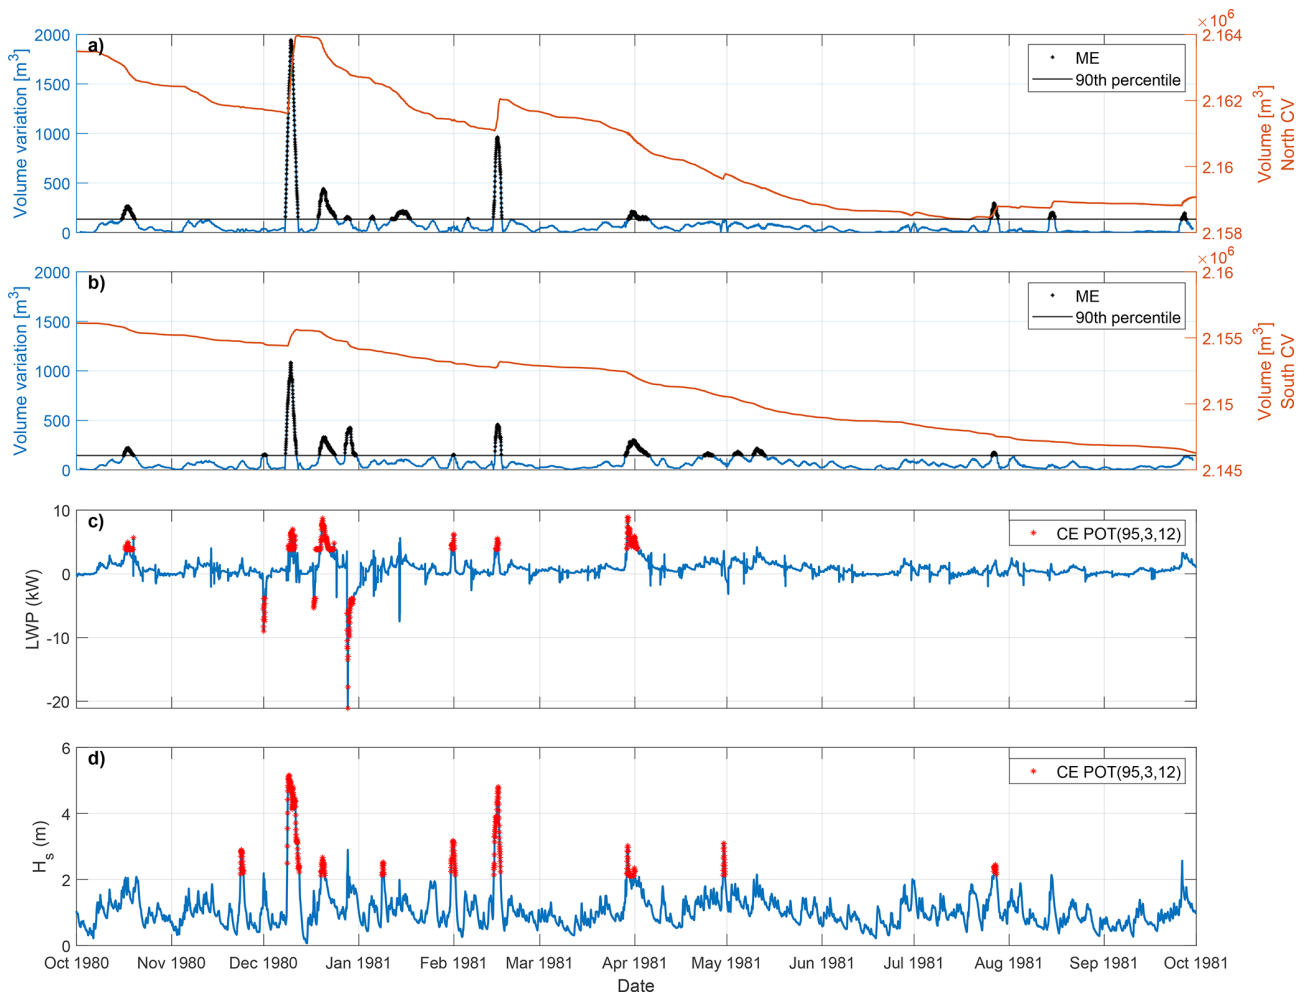 a)
Volume variation [m³]
2000
1500
1000
500
0
ME
90th percentile
×10⁶
2.164
2.162
2.16
2.158
Volume [m³]
North CV
b)
Volume variation [m³]
2000
1500
1000
500
0
ME
90th percentile
×10⁶
2.16
2.155
2.15
2.145
Volume [m³]
South CV
c)
LWP (kW)
10
0
-10
-20
CE POT(95,3,12)
d)
Hₛ (m)
6
4
2
0
CE POT(95,3,12)
Oct 1980 Nov 1980 Dec 1980 Jan 1981 Feb 1981 Mar 1981 Apr 1981 May 1981 Jun 1981 Jul 1981 Aug 1981 Sep 1981 Oct 1981
Date